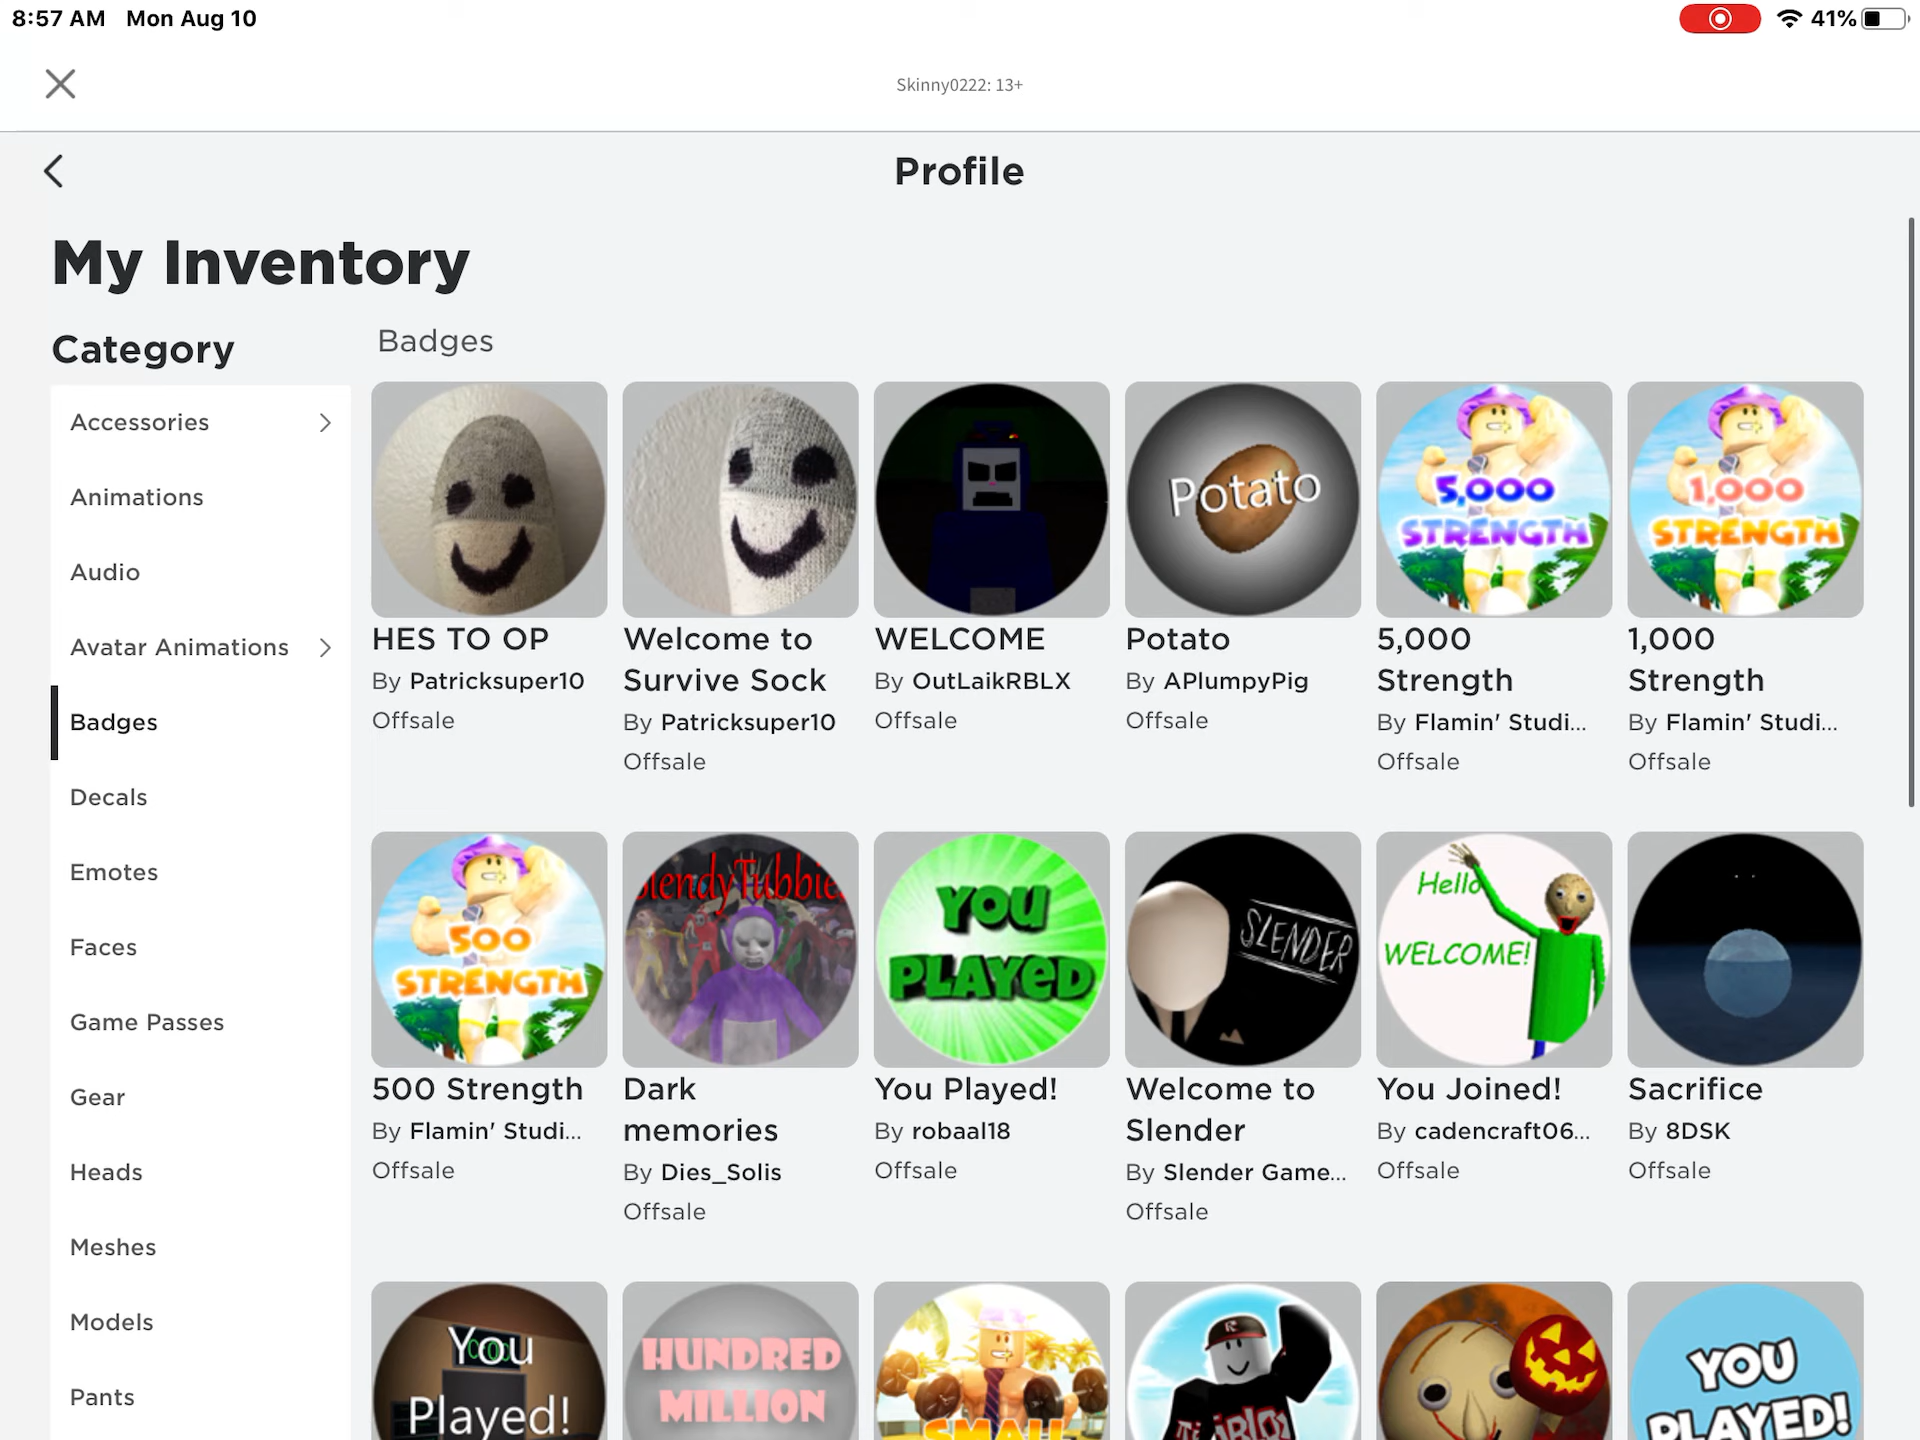 8:57 AM Mon Aug 10
41%
Skinny0222: 13+
Profile
My Inventory
Category
Accessories
Animations
Audio
Avatar Animations
Badges
Decals
Emotes
Faces
Game Passes
Gear
Heads
Meshes
Models
Pants
Badges
Potato
5,000
STRENGTH
1,000
STRENGTH
HES TO OP
By Patricksuper10
Offsale
Welcome to
Survive Sock
By Patricksuper10
Offsale
WELCOME
By OutLaikRBLX
Offsale
Potato
By APlumpyPig
Offsale
5,000
Strength
By Flamin' Studi...
Offsale
1,000
Strength
By Flamin' Studi...
Offsale
500
STRENGTH
SlendyTubbie
YOU
PLAYED
SLENDER
Hello
WELCOME!
500 Strength
By Flamin' Studi...
Offsale
Dark
memories
By Dies_Solis
Offsale
You Played!
By robaal18
Offsale
Welcome to
Slender
By Slender Game...
Offsale
You Joined!
By cadencraft06...
Offsale
Sacrifice
By 8DSK
Offsale
You
Played!
HUNDRED
MILLION
SMALL
R
YOU
PLAYED!